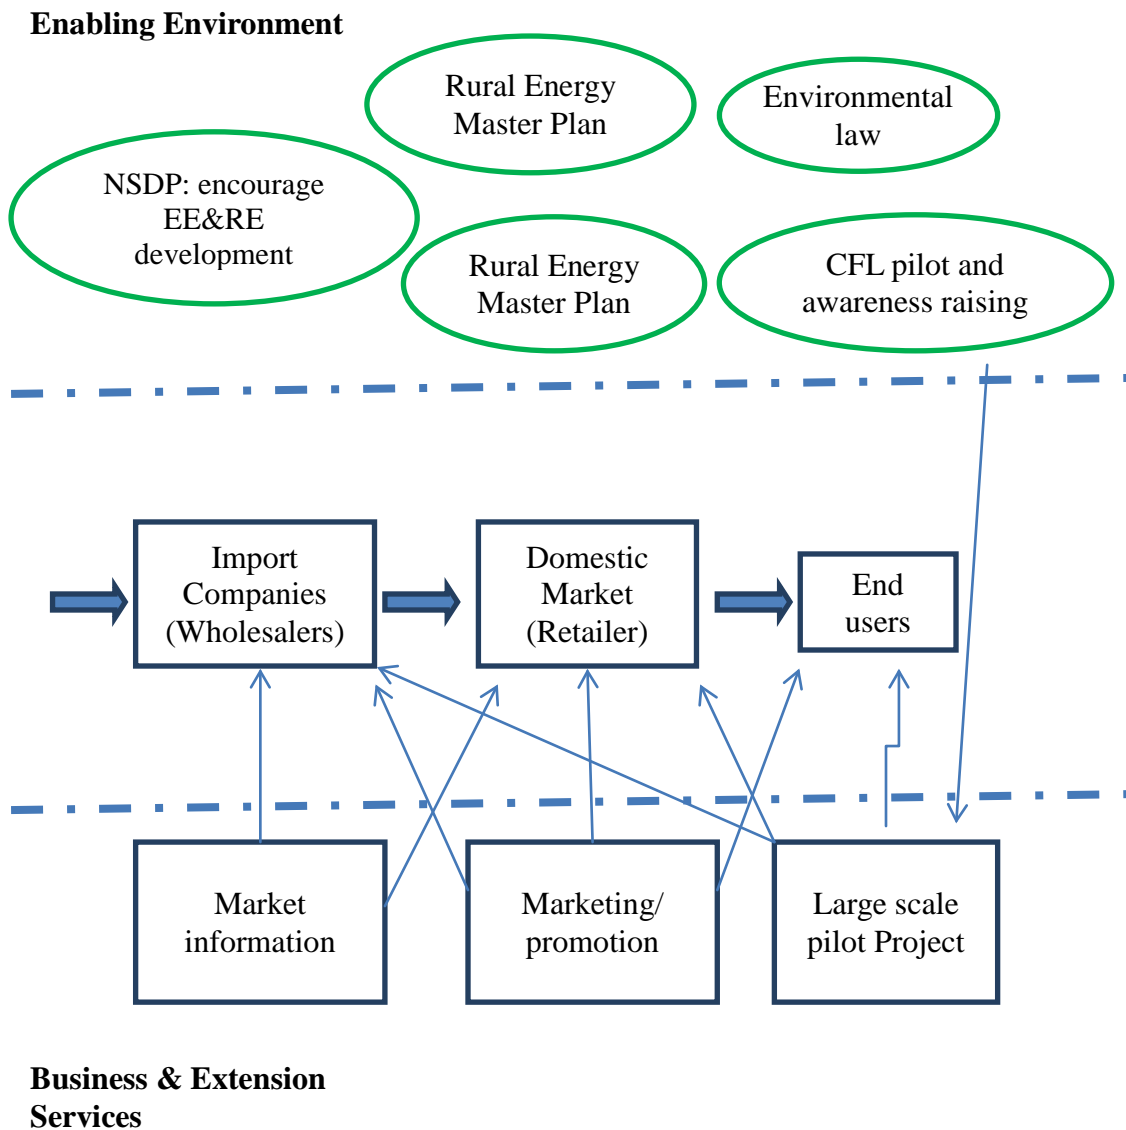 Enabling Environment
Rural Energy
Master Plan
Environmental
law
NSDP: encourage
EE&RE
development
Rural Energy
Master Plan
CFL pilot and
awareness raising
Import
Companies
(Wholesalers)
Domestic
Market
(Retailer)
End
users
Market
information
Marketing/
promotion
Large scale
pilot Project
Business & Extension
Services